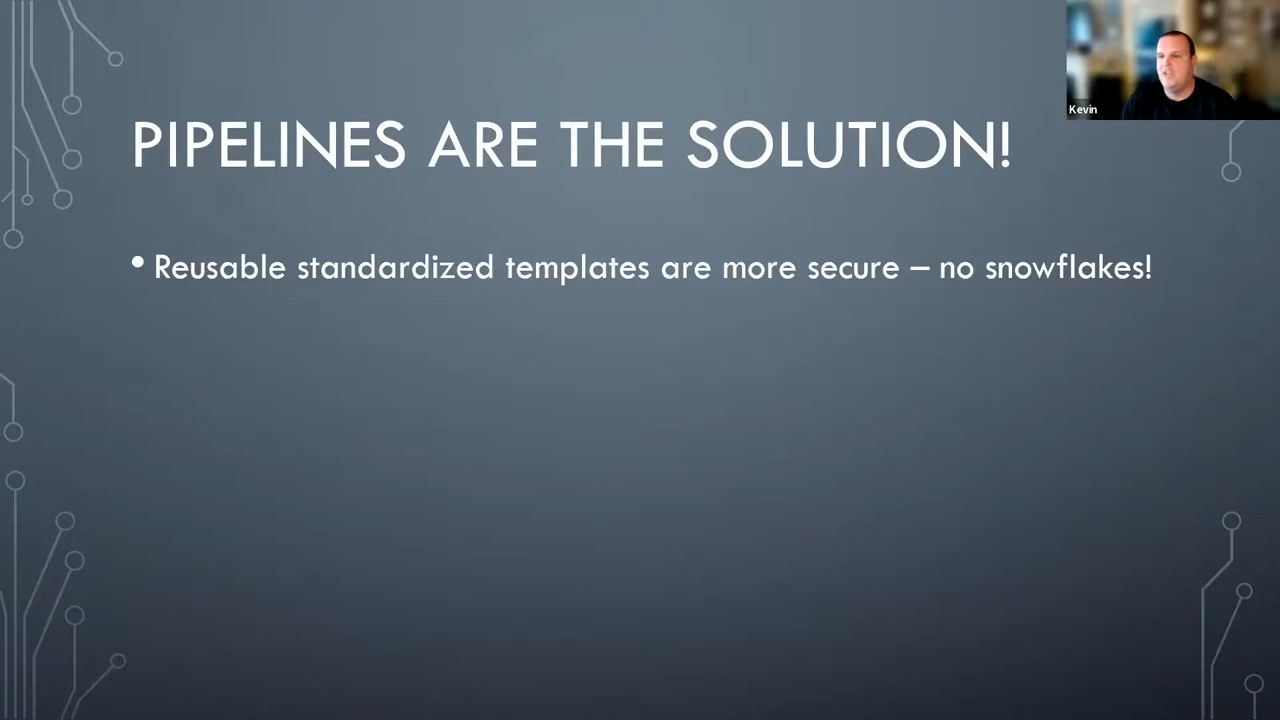 Kevin
PIPELINES ARE THE SOLUTION!
• Reusable standardized templates are more secure – no snowflakes!